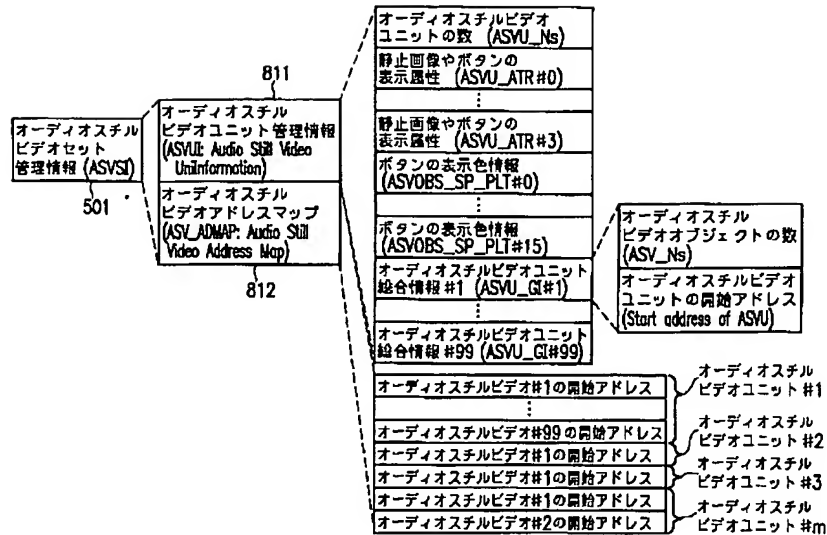 オーディオスチル
ビデオセット
管理情報 (ASVSI)
501
811
オーディオスチル
ビデオユニット管理情報
(ASVUI: Audio Still Video
UniInformation)
オーディオスチル
ビデオアドレスマップ
(ASV_ADMAP: Audio Still
Video Address Map)
812
オーディオスチルビデオ
ユニットの数 (ASVU_Ns)
静止画像やボタンの
表示属性 (ASVU_ATR#0)
⋮
静止画像やボタンの
表示属性 (ASVU_ATR#3)
ボタンの表示色情報
(ASVOBS_SP_PLT#0)
⋮
ボタンの表示色情報
(ASVOBS_SP_PLT#15)
オーディオスチルビデオユニット
総合情報#1 (ASVU_GI#1)
⋮
オーディオスチルビデオユニット
総合情報#99 (ASVU_GI#99)
オーディオスチル
ビデオオブジェクトの数
(ASV_Ns)
オーディオスチルビデオ
ユニットの開始アドレス
(Start address of ASVU)
オーディオスチルビデオ#1の開始アドレス
⋮
オーディオスチルビデオ#99の開始アドレス
オーディオスチルビデオ#1の開始アドレス
オーディオスチルビデオ#1の開始アドレス
オーディオスチルビデオ#1の開始アドレス
オーディオスチルビデオ#2の開始アドレス
オーディオスチル
ビデオユニット#1
オーディオスチル
ビデオユニット#2
オーディオスチル
ビデオユニット#3
オーディオスチル
ビデオユニット#m